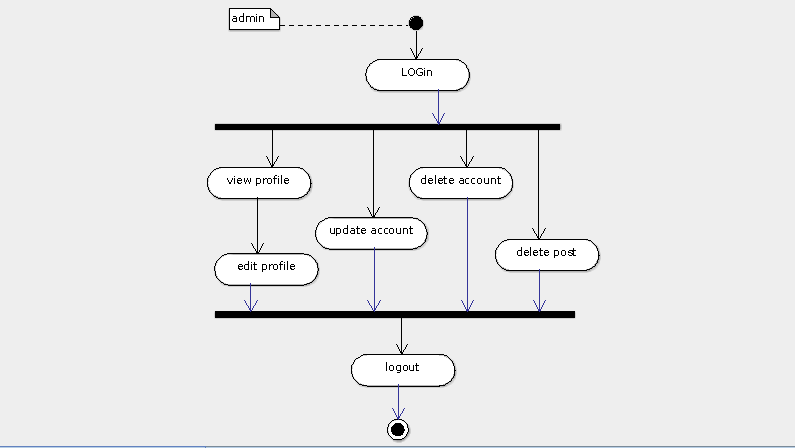 admin
LOGin
view profile
delete account
update account
delete post
edit profile
logout